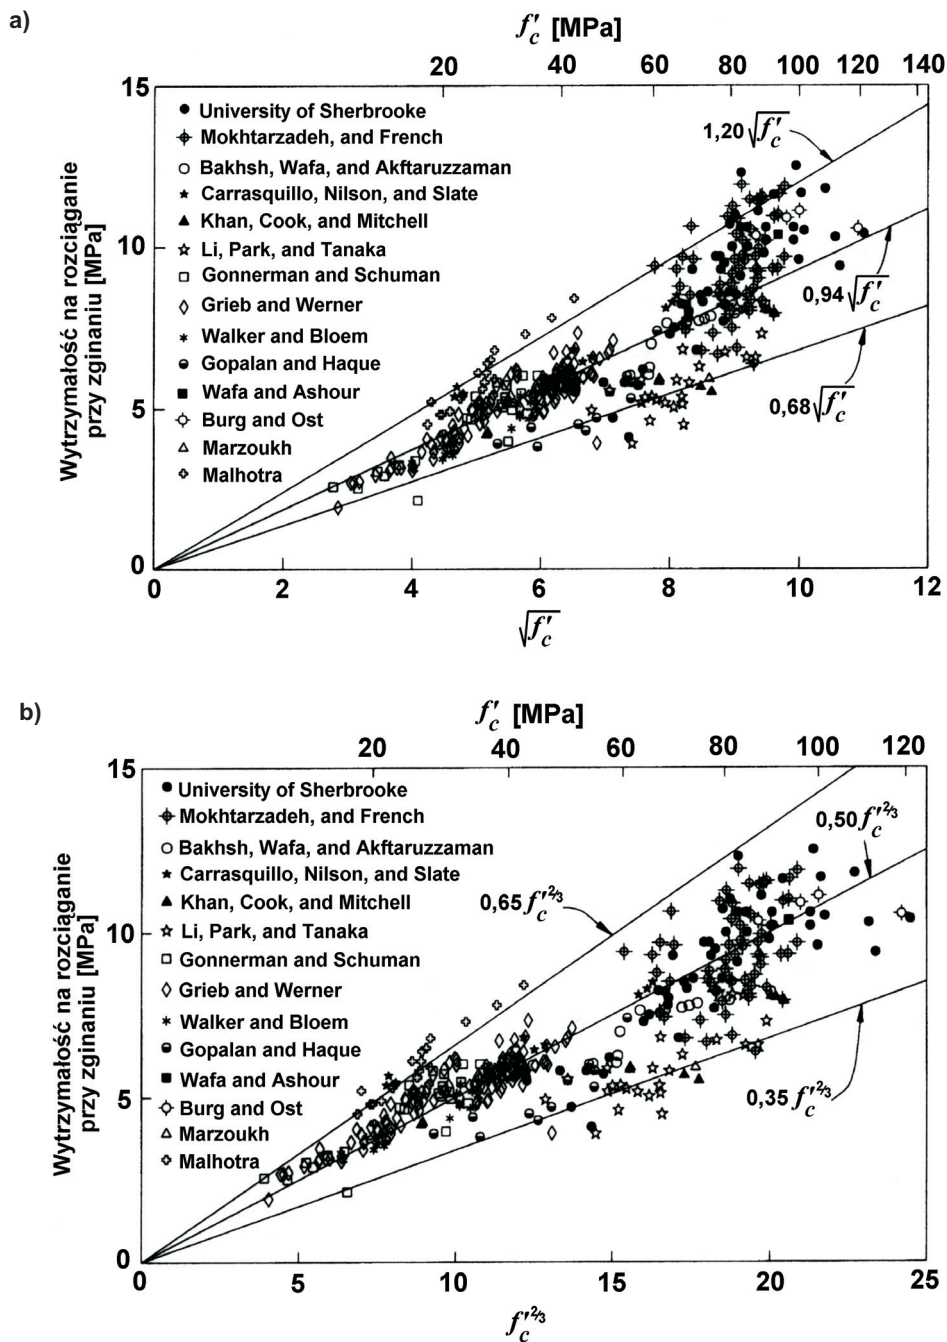 a)
f′c [MPa]
20 40 60 80 100 120 140
15
10
5
0
Wytrzymałość na rozciąganie
przy zginaniu [MPa]
University of Sherbrooke
Mokhtarzadeh, and French
Bakhsh, Wafa, and Akftaruzzaman
Carrasquillo, Nilson, and Slate
Khan, Cook, and Mitchell
Li, Park, and Tanaka
Gonnerman and Schuman
Grieb and Werner
Walker and Bloem
Gopalan and Haque
Wafa and Ashour
Burg and Ost
Marzoukh
Malhotra
1,20√f′c
0,94√f′c
0,68√f′c
0 2 4 6 8 10 12
√f′c
b)
f′c [MPa]
20 40 60 80 100 120
15
10
5
0
Wytrzymałość na rozciąganie
przy zginaniu [MPa]
University of Sherbrooke
Mokhtarzadeh, and French
Bakhsh, Wafa, and Akftaruzzaman
Carrasquillo, Nilson, and Slate
Khan, Cook, and Mitchell
Li, Park, and Tanaka
Gonnerman and Schuman
Grieb and Werner
Walker and Bloem
Gopalan and Haque
Wafa and Ashour
Burg and Ost
Marzoukh
Malhotra
0,50 f′c^2/3
0,65 f′c^2/3
0,35 f′c^2/3
0 5 10 15 20 25
f′c^2/3